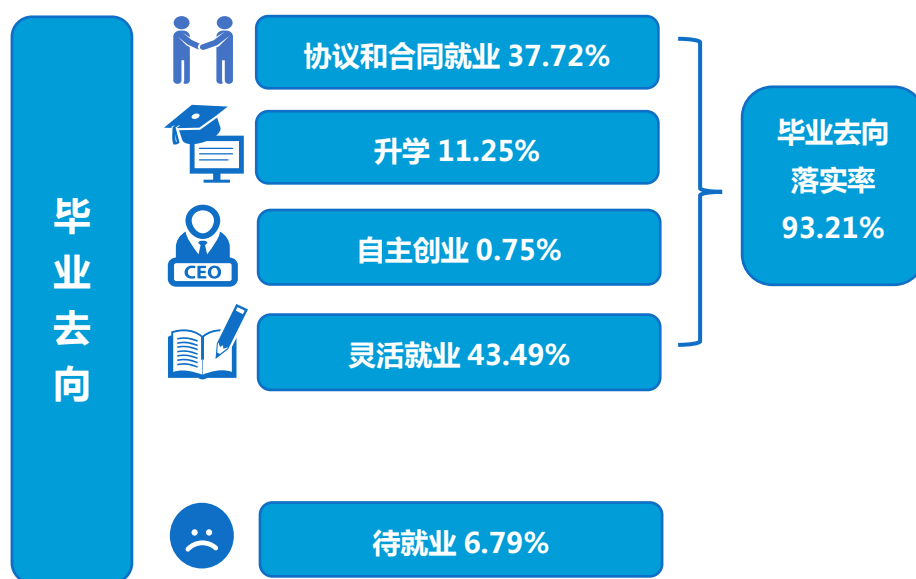 毕业去向
协议和合同就业 37.72%
升学 11.25%
CEO
自主创业 0.75%
灵活就业 43.49%
待就业 6.79%
毕业去向
落实率
93.21%